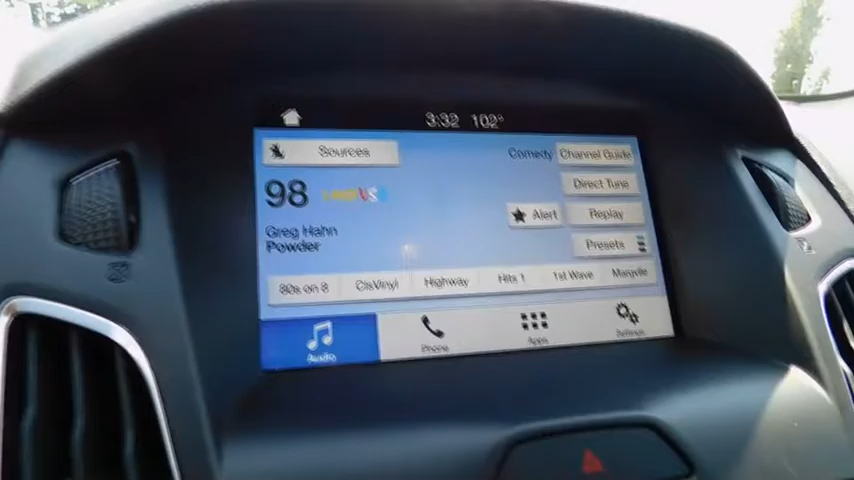 3:32 102°
Sources
Comedy
Channel Guide
98
Direct Tune
Greg Hahn
Powder
Alert
Replay
Presets
80s on 8
ClsVinyl
Highway
Hits 1
1st Wave
Margvlle
Audio
Phone
Apps
Settings